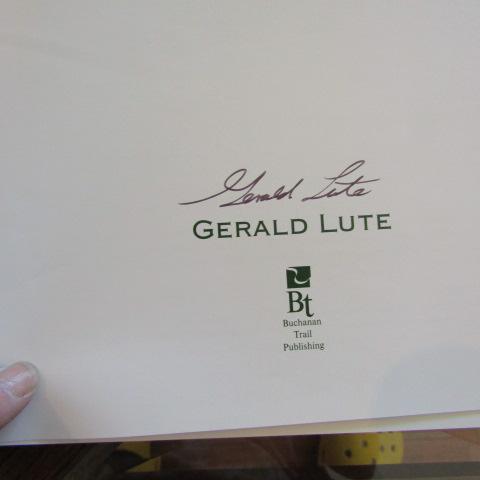 Gerald Lute
GERALD LUTE
Bt
Buchanan
Trail
Publishing